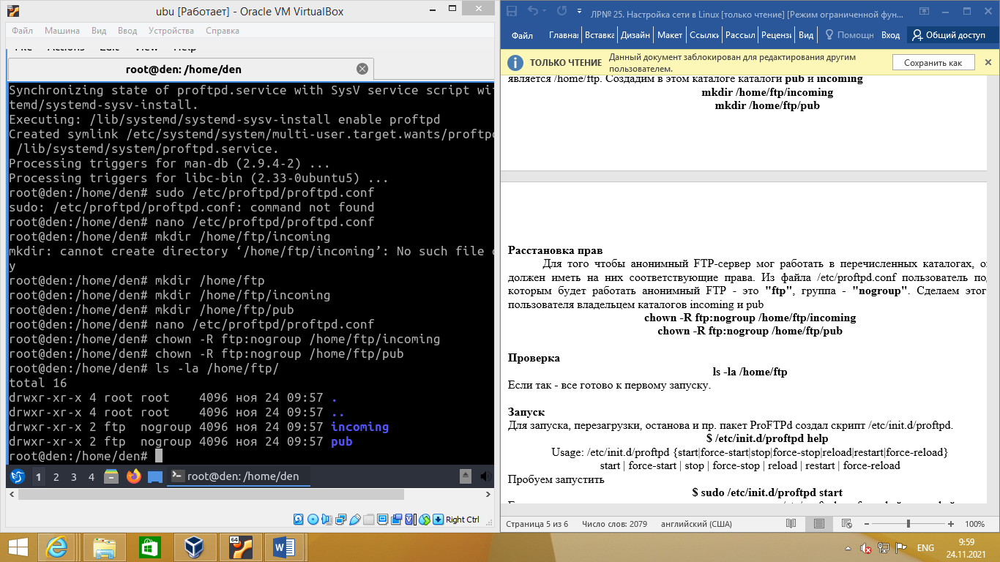 ubu [Работает] - Oracle VM VirtualBox
Файл Машина Вид Ввод Устройства Справка
root@den: /home/den
Synchronizing state of proftpd.service with SysV service script wi
temd/systemd-sysv-install.
Executing: /lib/systemd/systemd-sysv-install enable proftpd
Created symlink /etc/systemd/system/multi-user.target.wants/proftpd
/lib/systemd/system/proftpd.service.
Processing triggers for man-db (2.9.4-2) ...
Processing triggers for libc-bin (2.33-0ubuntu5) ...
root@den:/home/den# sudo /etc/proftpd/proftpd.conf
sudo: /etc/proftpd/proftpd.conf: command not found
root@den:/home/den# nano /etc/proftpd/proftpd.conf
root@den:/home/den# mkdir /home/ftp/incoming
mkdir: cannot create directory ‘/home/ftp/incoming’: No such file
y
root@den:/home/den# mkdir /home/ftp
root@den:/home/den# mkdir /home/ftp/incoming
root@den:/home/den# mkdir /home/ftp/pub
root@den:/home/den# nano /etc/proftpd/proftpd.conf
root@den:/home/den# chown -R ftp:nogroup /home/ftp/incoming
root@den:/home/den# chown -R ftp:nogroup /home/ftp/pub
root@den:/home/den# ls -la /home/ftp/
total 16
drwxr-xr-x 4 root root 4096 ноя 24 09:57 .
drwxr-xr-x 4 root root 4096 ноя 24 09:57 ..
drwxr-xr-x 2 ftp nogroup 4096 ноя 24 09:57 incoming
drwxr-xr-x 2 ftp nogroup 4096 ноя 24 09:57 pub
root@den:/home/den#
1 2 3 4 root@den: /home/den
Right Ctrl
ЛР№ 25. Настройка сети в Linux [только чтение] [Режим ограниченной фун...
Файл Главная Вставка Дизайн Макет Ссылки Рассыл Рецензи Вид Помощн Вход Общий доступ
ТОЛЬКО ЧТЕНИЕ Данный документ заблокирован для редактирования другим
пользователем.
Сохранить как
является /home/ftp. Создадим в этом каталоге каталоги pub и incoming
mkdir /home/ftp/incoming
mkdir /home/ftp/pub
Расстановка прав
Для того чтобы анонимный FTP-сервер мог работать в перечисленных каталогах, о
должен иметь на них соответствующие права. Из файла /etc/proftpd.conf пользователь по
которым будет работать анонимный FTP - это "ftp", группа - "nogroup". Сделаем этог
пользователя владельцем каталогов incoming и pub
chown -R ftp:nogroup /home/ftp/incoming
chown -R ftp:nogroup /home/ftp/pub
Проверка
ls -la /home/ftp
Если так - все готово к первому запуску.
Запуск
Для запуска, перезагрузки, останова и пр. пакет ProFTPd создал скрипт /etc/init.d/proftpd.
$ /etc/init.d/proftpd help
Usage: /etc/init.d/proftpd {start|force-start|stop|force-stop|reload|restart|force-reload}
start | force-start | stop | force-stop | reload | restart | force-reload
Пробуем запустить
$ sudo /etc/init.d/proftpd start
Страница 5 из 6 Число слов: 2079 английский (США) 100%
64
ENG
9:59
24.11.2021